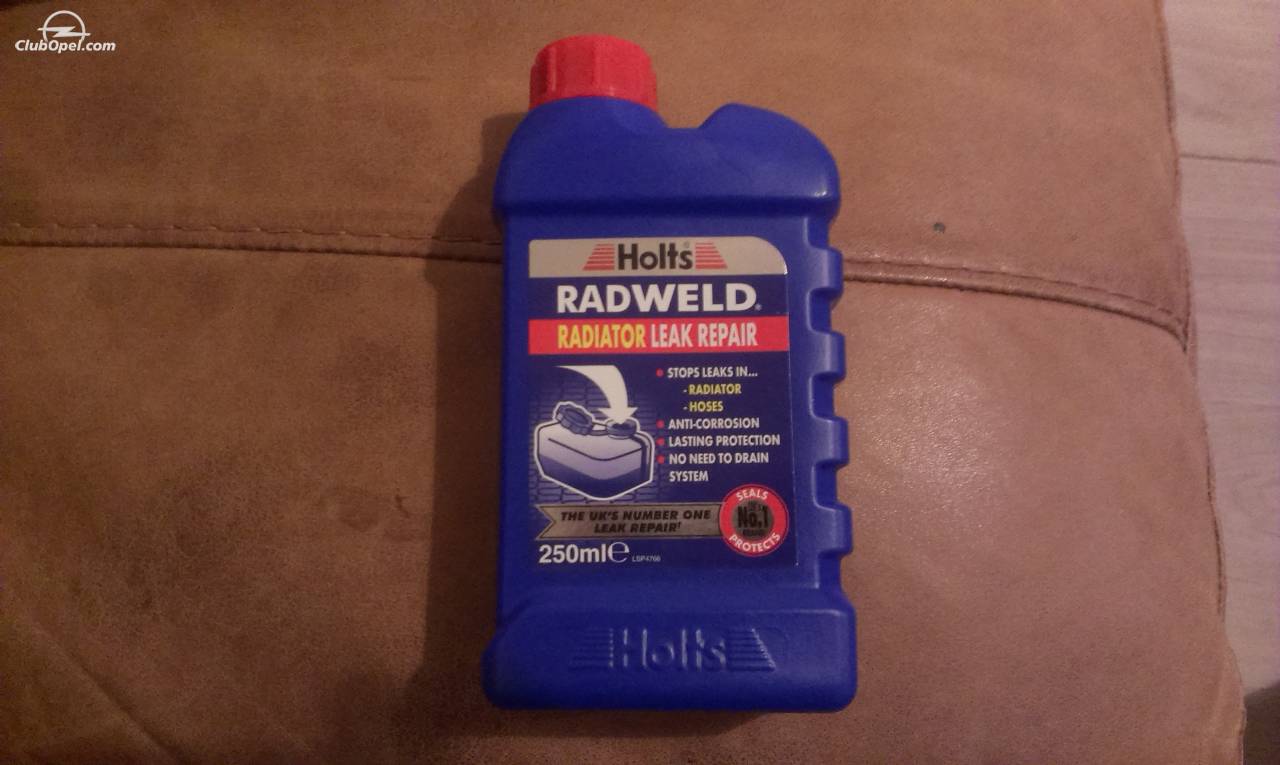 ClubOpel.com
Holts®
RADWELD®
RADIATOR LEAK REPAIR
• STOPS LEAKS IN...
- RADIATOR
- HOSES
• ANTI-CORROSION
• LASTING PROTECTION
• NO NEED TO DRAIN
SYSTEM
THE UK'S NUMBER ONE
LEAK REPAIR†
SEALS
No.1
PROTECTS
250ml℮
LSP4766
Holts